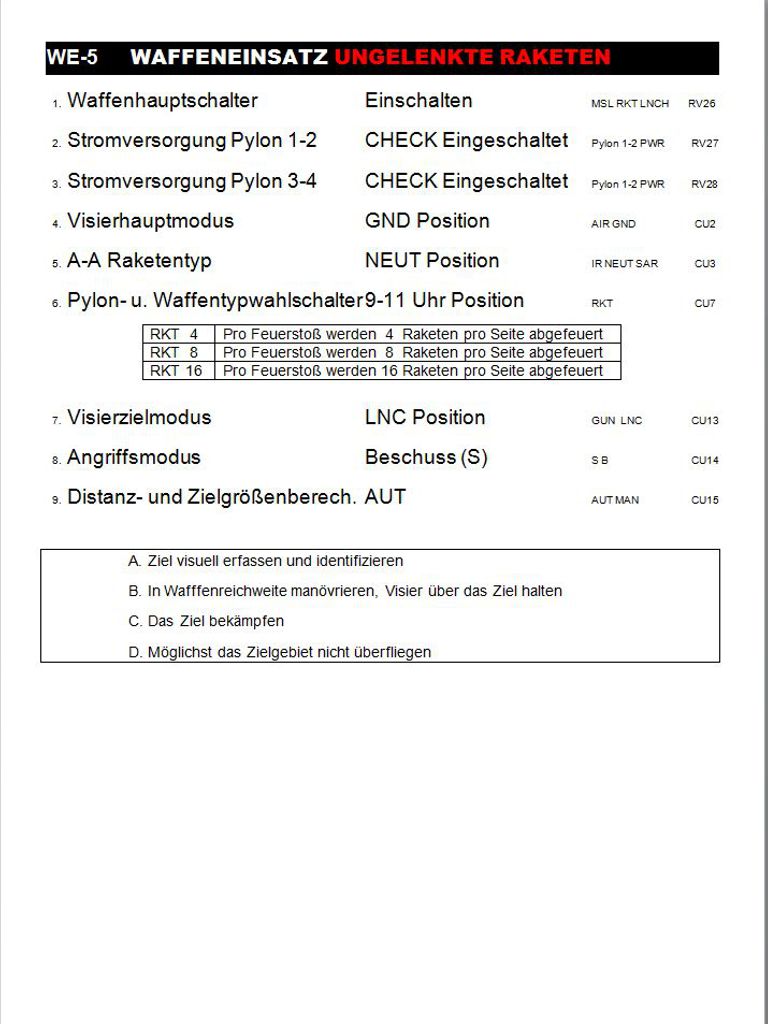 WE-5 WAFFENEINSATZ UNGELENKTE RAKETEN
1. Waffenhauptschalter Einschalten MSL RKT LNCH RV26
2. Stromversorgung Pylon 1-2 CHECK Eingeschaltet Pylon 1-2 PWR RV27
3. Stromversorgung Pylon 3-4 CHECK Eingeschaltet Pylon 1-2 PWR RV28
4. Visierhauptmodus GND Position AIR GND CU2
5. A-A Raketentyp NEUT Position IR NEUT SAR CU3
6. Pylon- u. Waffentypwahlschalter 9-11 Uhr Position RKT CU7
RKT 4 Pro Feuerstoß werden 4 Raketen pro Seite abgefeuert
RKT 8 Pro Feuerstoß werden 8 Raketen pro Seite abgefeuert
RKT 16 Pro Feuerstoß werden 16 Raketen pro Seite abgefeuert
7. Visierzielmodus LNC Position GUN LNC CU13
8. Angriffsmodus Beschuss (S) S B CU14
9. Distanz- und Zielgrößenberech. AUT AUT MAN CU15
A. Ziel visuell erfassen und identifizieren
B. In Wafffenreichweite manövrieren, Visier über das Ziel halten
C. Das Ziel bekämpfen
D. Möglichst das Zielgebiet nicht überfliegen